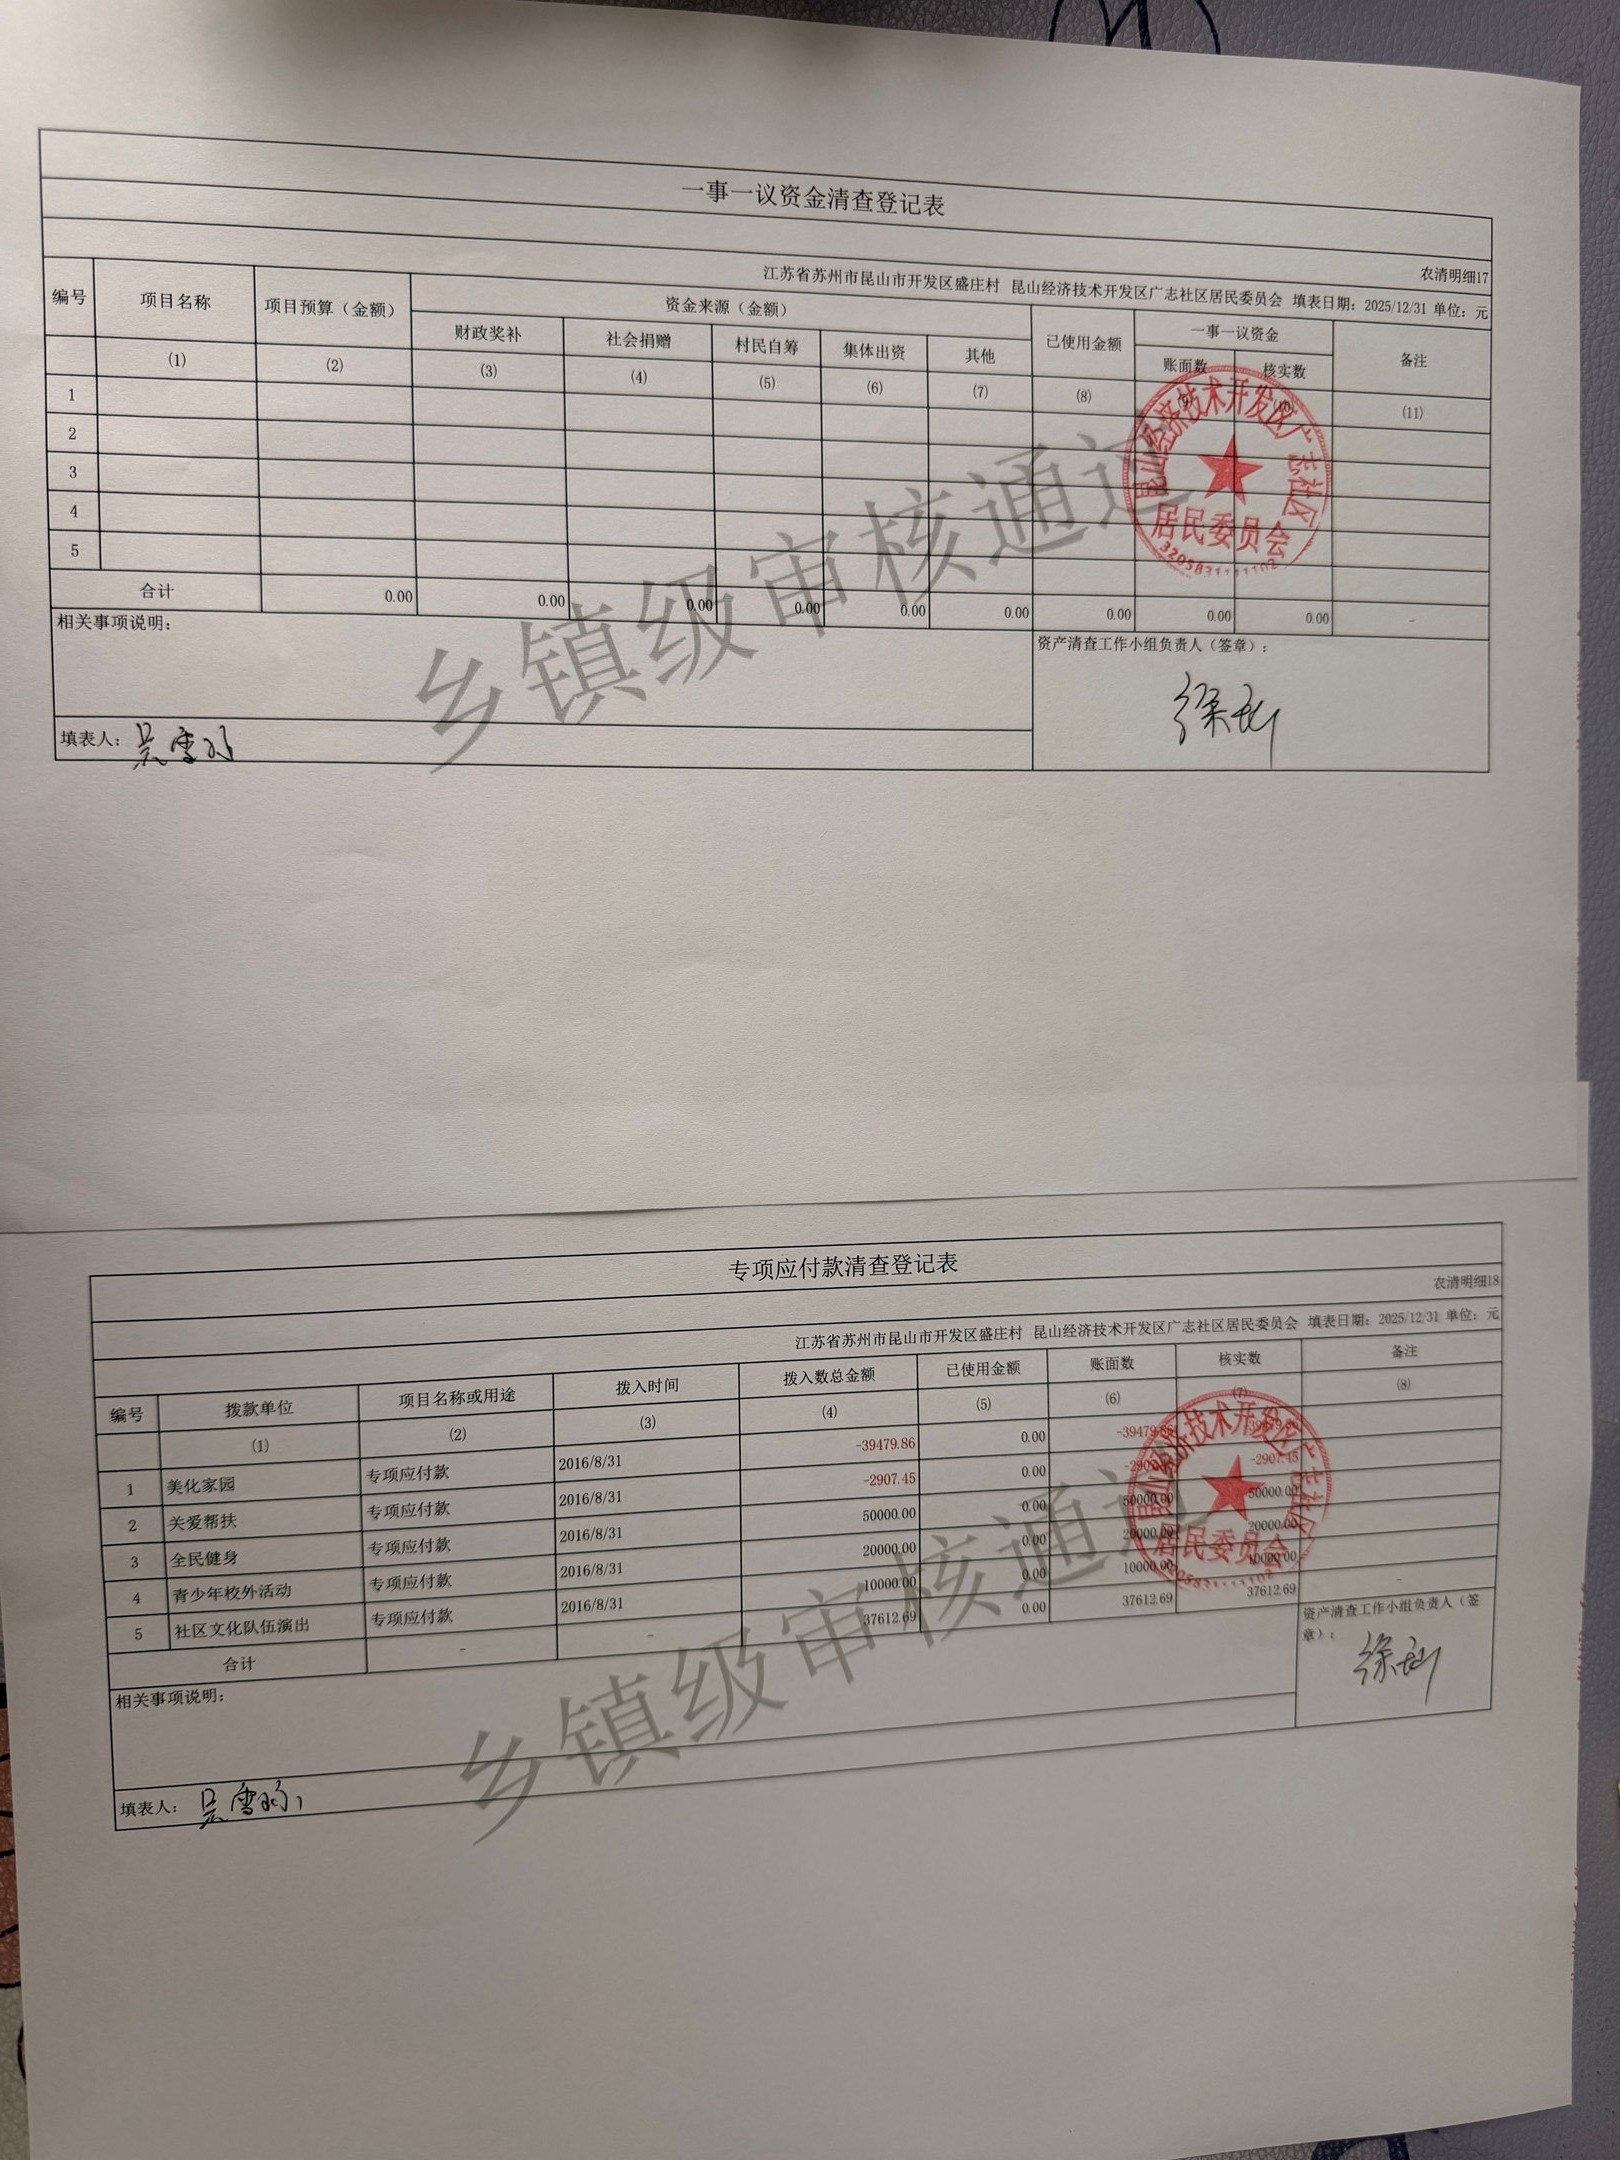 一事一议资金清查登记表
农清明细17
江苏省苏州市昆山市开发区盛庄村 昆山经济技术开发区广志社区居民委员会 填表日期：2025/12/31 单位：元
编号 项目名称 项目预算（金额） 资金来源（金额） 已使用金额 一事一议资金 备注
财政奖补 社会捐赠 村民自筹 集体出资 其他 账面数 核实数
(1) (2) (3) (4) (5) (6) (7) (8) (9) (10) (11)
1
2
3
4
5
合计 0.00 0.00 0.00 0.00 0.00 0.00 0.00 0.00 0.00 -
相关事项说明：
资产清查工作小组负责人（签章）：
填表人：
昆山经济技术开发区广志社区
居民委员会
乡镇级审核通过
专项应付款清查登记表
农清明细18
江苏省苏州市昆山市开发区盛庄村 昆山经济技术开发区广志社区居民委员会 填表日期：2025/12/31 单位：元
编号 拨款单位 项目名称或用途 拨入时间 拨入数总金额 已使用金额 账面数 核实数 备注
(1) (2) (3) (4) (5) (6) (7) (8)
1 美化家园 专项应付款 2016/8/31 -39479.86 0.00 -39479.86 -39479.86
2 关爱帮扶 专项应付款 2016/8/31 -2907.45 0.00 -2907.45 -2907.45
3 全民健身 专项应付款 2016/8/31 50000.00 0.00 50000.00 50000.00
4 青少年校外活动 专项应付款 2016/8/31 20000.00 0.00 20000.00 20000.00
5 社区文化队伍演出 专项应付款 2016/8/31 10000.00 0.00 10000.00 10000.00
合计 - - 37612.69 0.00 37612.69 37612.69 -
相关事项说明：
资产清查工作小组负责人（签
章）：
填表人：
昆山经济技术开发区广志社区
居民委员会
乡镇级审核通过